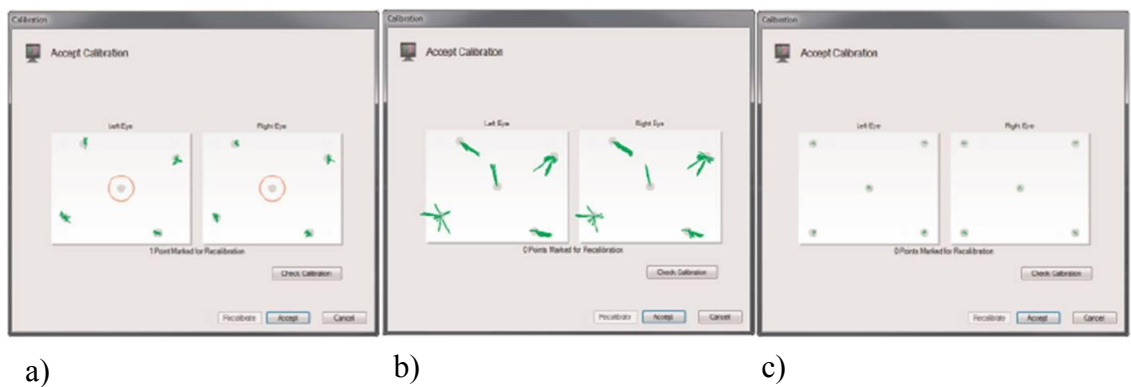 Calibration
Accept Calibration
Left Eye Right Eye
1 Point Marked for Recalibration
Check Calibration
Recalibrate Accept Cancel
a)
Calibration
Accept Calibration
Left Eye Right Eye
0 Points Marked for Recalibration
Check Calibration
Recalibrate Accept Cancel
b)
Calibration
Accept Calibration
Left Eye Right Eye
0 Points Marked for Recalibration
Check Calibration
Recalibrate Accept Cancel
c)